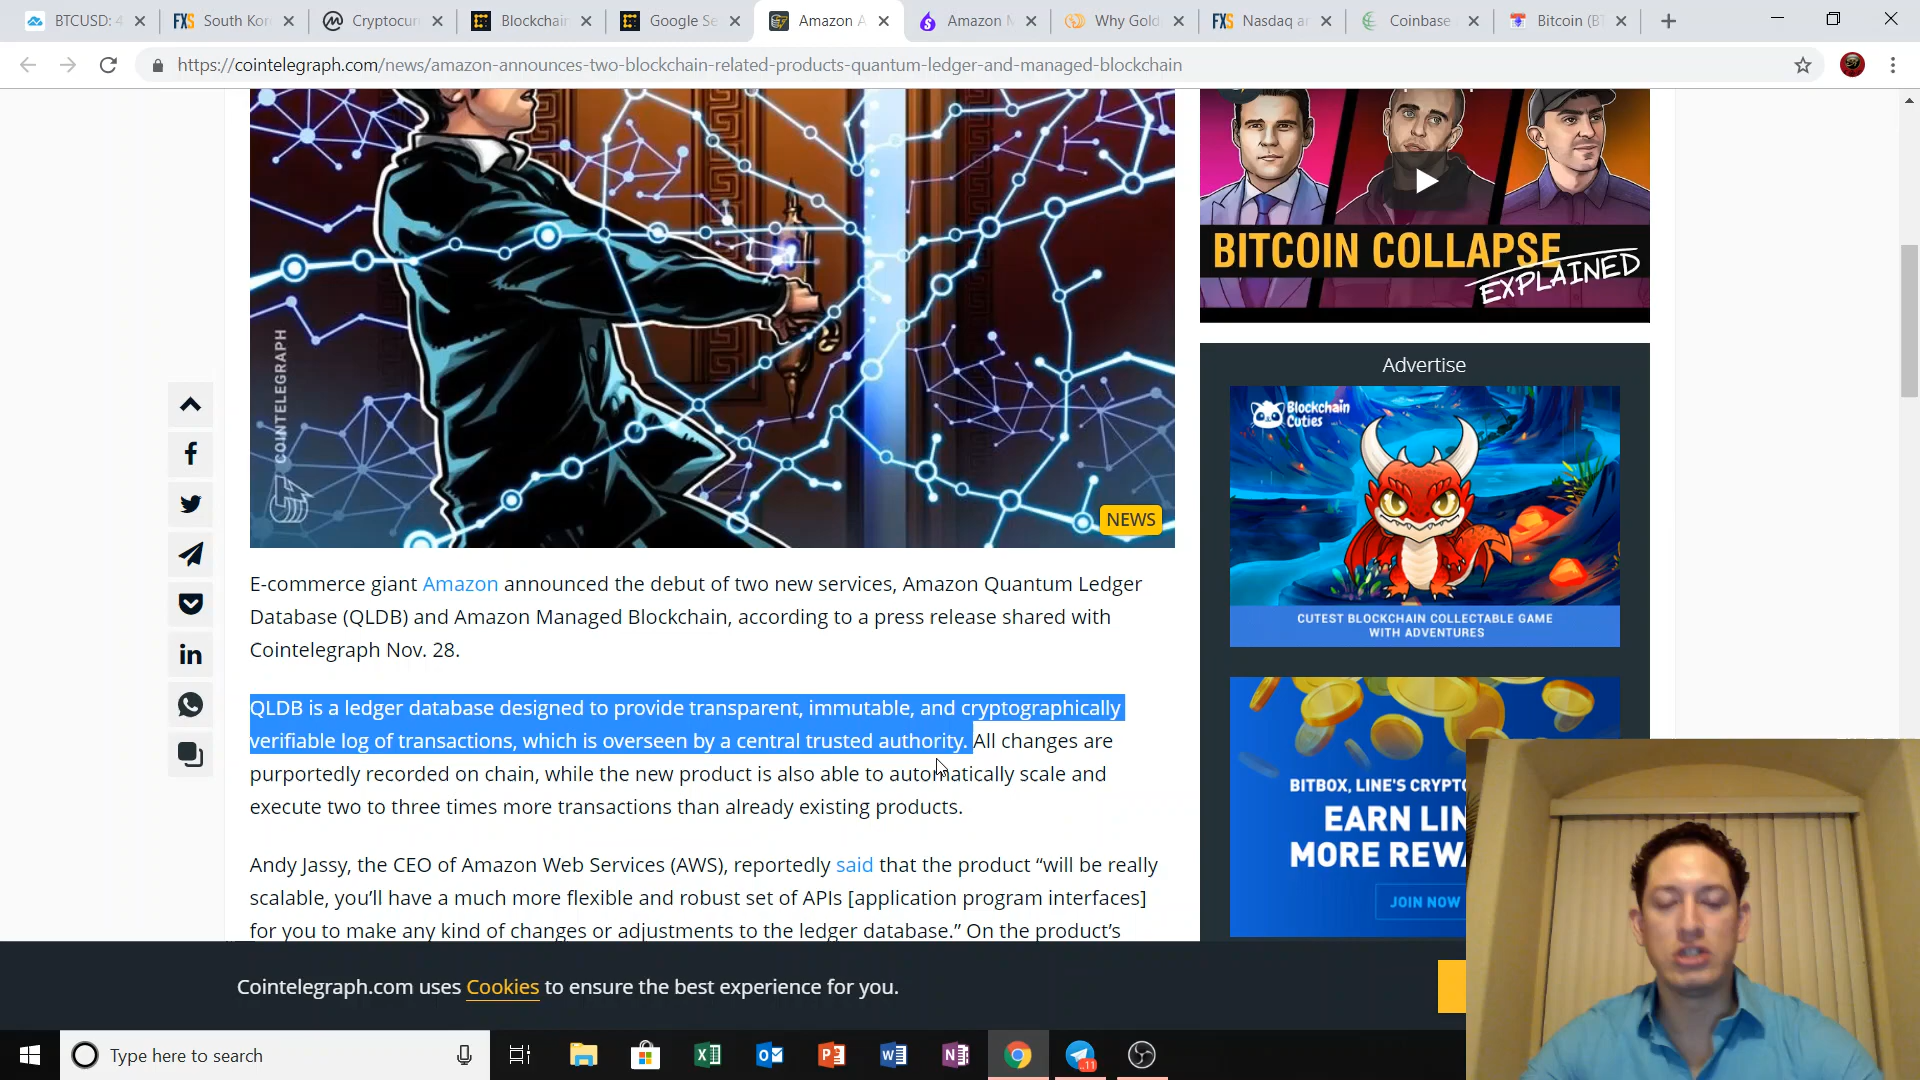 BTCUSD: 4
South Kor
Cryptocur
Blockchain
Google Se
Amazon A
Amazon M
Why Gold
Nasdaq an
Coinbase
Bitcoin (BT
https://cointelegraph.com/news/amazon-announces-two-blockchain-related-products-quantum-ledger-and-managed-blockchain
COINTELEGRAPH
NEWS
BITCOIN COLLAPSE
EXPLAINED
Advertise
Blockchain
Cuties
CUTEST BLOCKCHAIN COLLECTABLE GAME
WITH ADVENTURES
E-commerce giant Amazon announced the debut of two new services, Amazon Quantum Ledger
Database (QLDB) and Amazon Managed Blockchain, according to a press release shared with
Cointelegraph Nov. 28.
QLDB is a ledger database designed to provide transparent, immutable, and cryptographically
verifiable log of transactions, which is overseen by a central trusted authority. All changes are
purportedly recorded on chain, while the new product is also able to automatically scale and
execute two to three times more transactions than already existing products.
BITBOX, LINE'S CRYPTO
EARN LIN
MORE REWA
JOIN NOW
Andy Jassy, the CEO of Amazon Web Services (AWS), reportedly said that the product “will be really
scalable, you’ll have a much more flexible and robust set of APIs [application program interfaces]
for you to make any kind of changes or adjustments to the ledger database.” On the product’s
Cointelegraph.com uses Cookies to ensure the best experience for you.
Type here to search